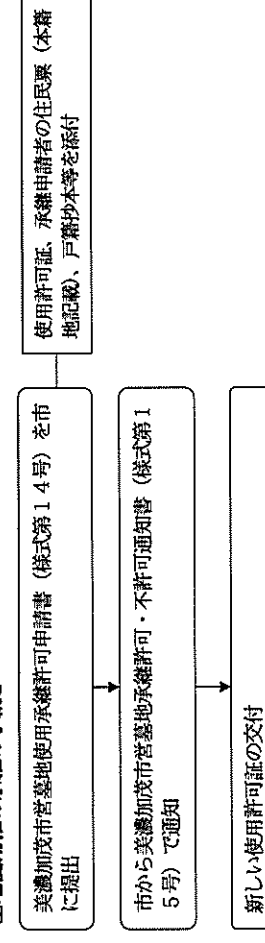 美濃加茂市営墓地使用承継許可申請書（様式第１４号）を市
に提出
使用許可証、承継申請者の住民票（本籍
地記載）、戸籍抄本等を添付
市から美濃加茂市営墓地承継許可・不許可通知書（様式第１
５号）で通知
新しい使用許可証の交付